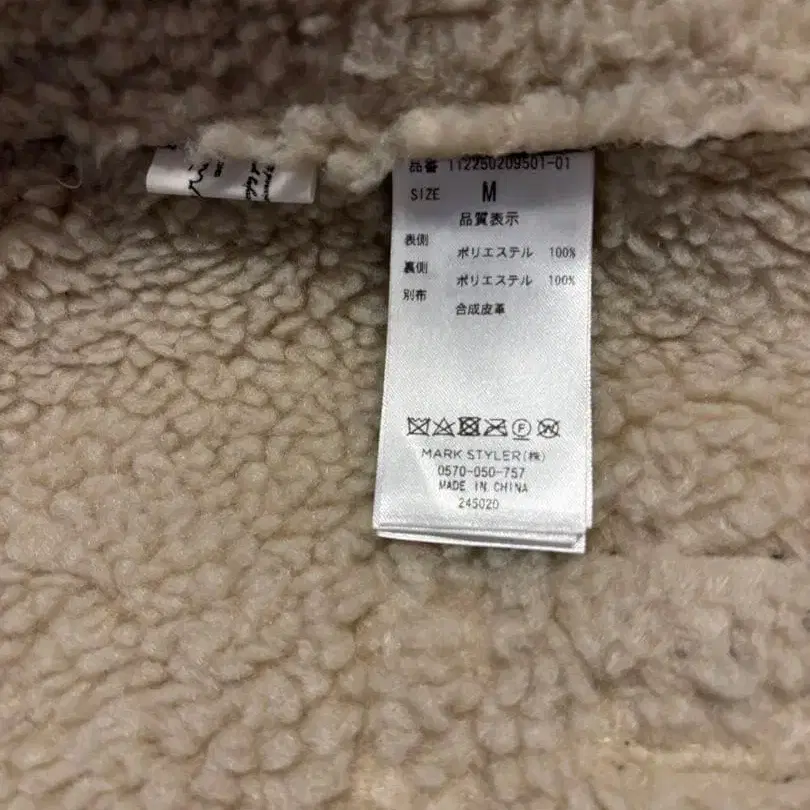 品番 112250209501-01
SIZE M
品質表示
表側 ポリエステル 100%
裏側 ポリエステル 100%
別布 合成皮革
MARK STYLER(株)
0570-050-757
MADE IN CHINA
245020